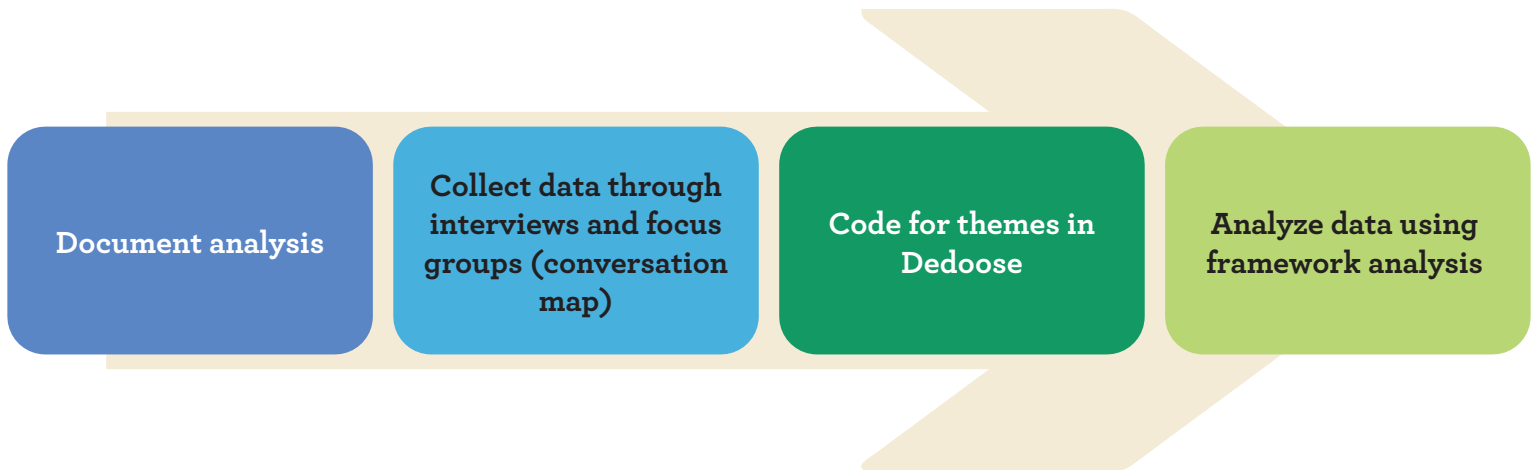 Document analysis
Collect data through
interviews and focus
groups (conversation
map)
Code for themes in
Dedoose
Analyze data using
framework analysis